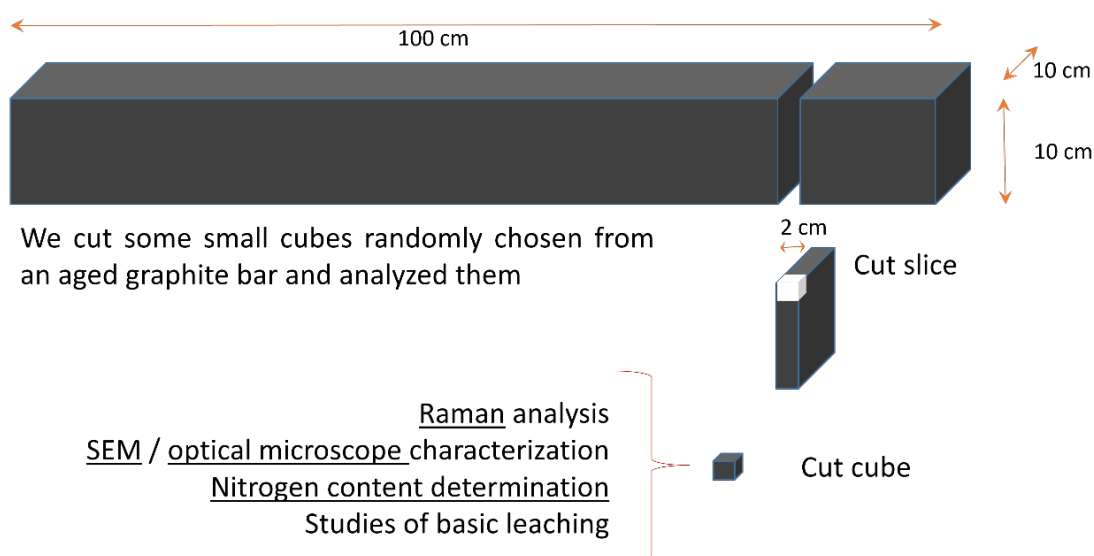 100 cm
10 cm
10 cm
We cut some small cubes randomly chosen from
an aged graphite bar and analyzed them
2 cm
Cut slice
Raman analysis
SEM / optical microscope characterization
Nitrogen content determination
Studies of basic leaching
Cut cube